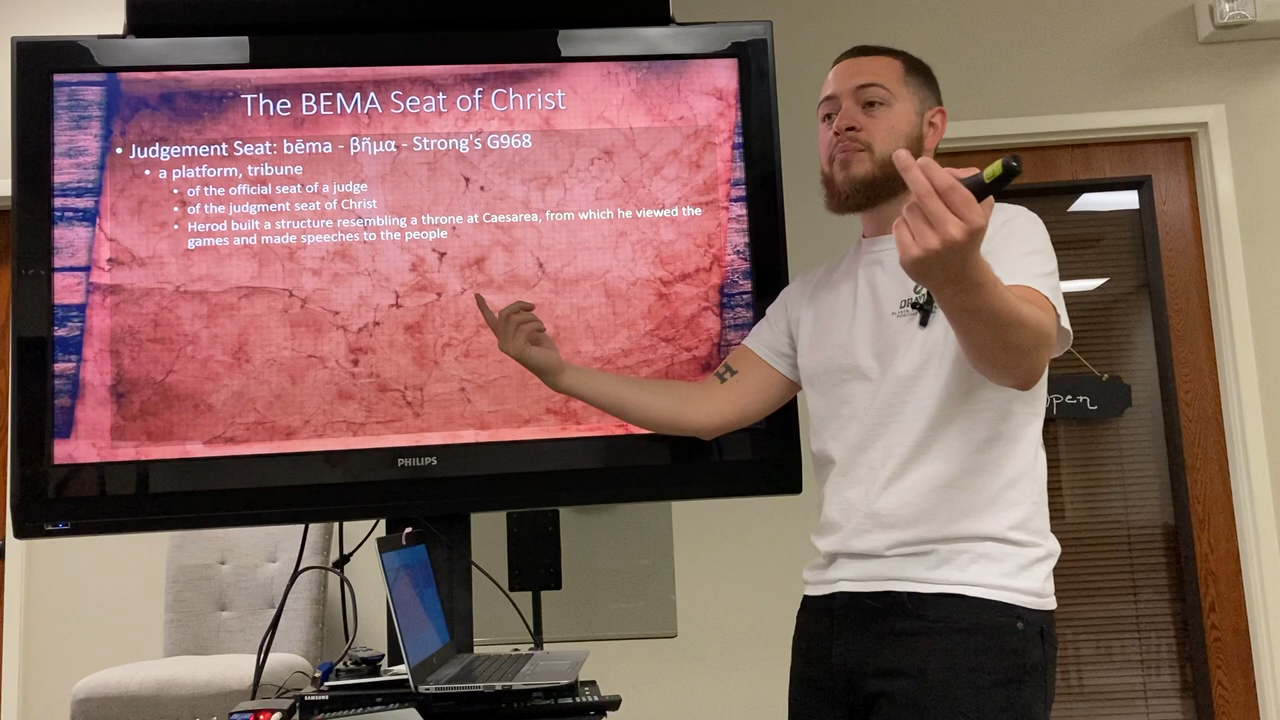 The BEMA Seat of Christ
• Judgement Seat: bēma - βῆμα - Strong's G968
• a platform, tribune
• of the official seat of a judge
• of the judgment seat of Christ
• Herod built a structure resembling a throne at Caesarea, from which he viewed the
games and made speeches to the people
PHILIPS
H
open
SAMSUNG